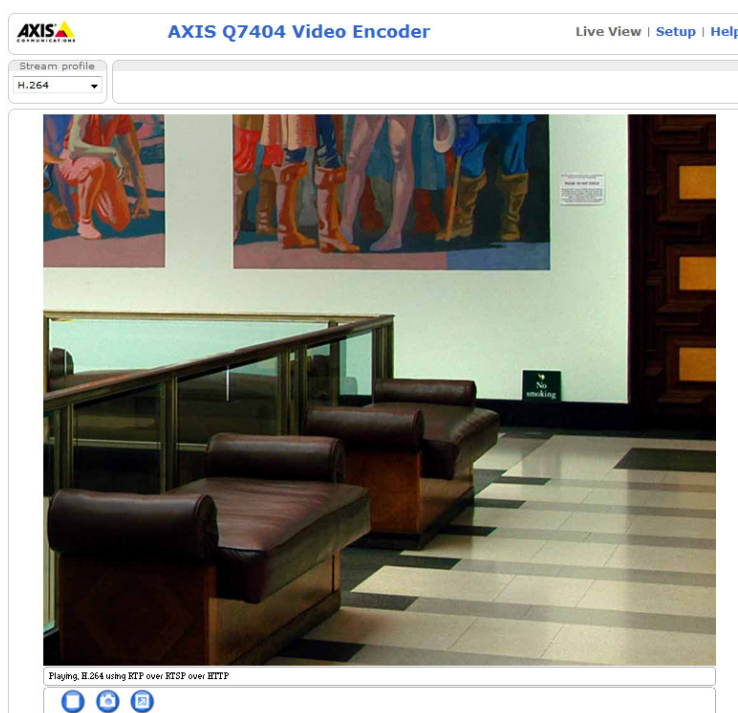 AXIS
COMMUNICATIONS
AXIS Q7404 Video Encoder
Live View | Setup | Help
Stream profile
H.264
No
smoking
Playing, H.264 using RTP over RTSP over HTTP